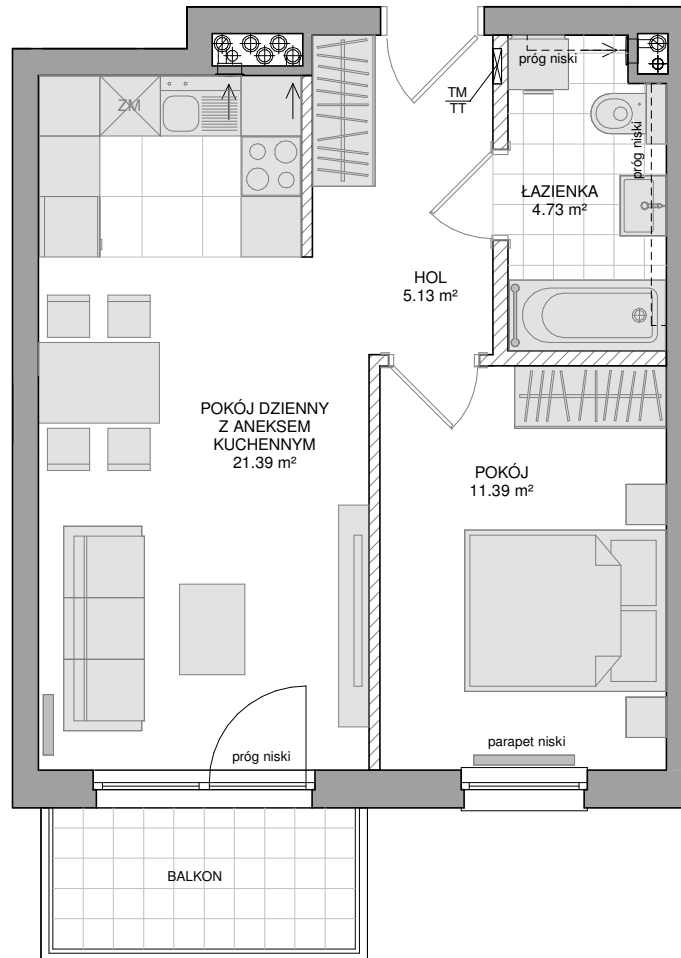 próg niski
ZM
TM
TT
próg niski
ŁAZIENKA
4.73 m²
HOL
5.13 m²
POKÓJ DZIENNY
Z ANEKSEM
KUCHENNYM
21.39 m²
POKÓJ
11.39 m²
próg niski
parapet niski
BALKON